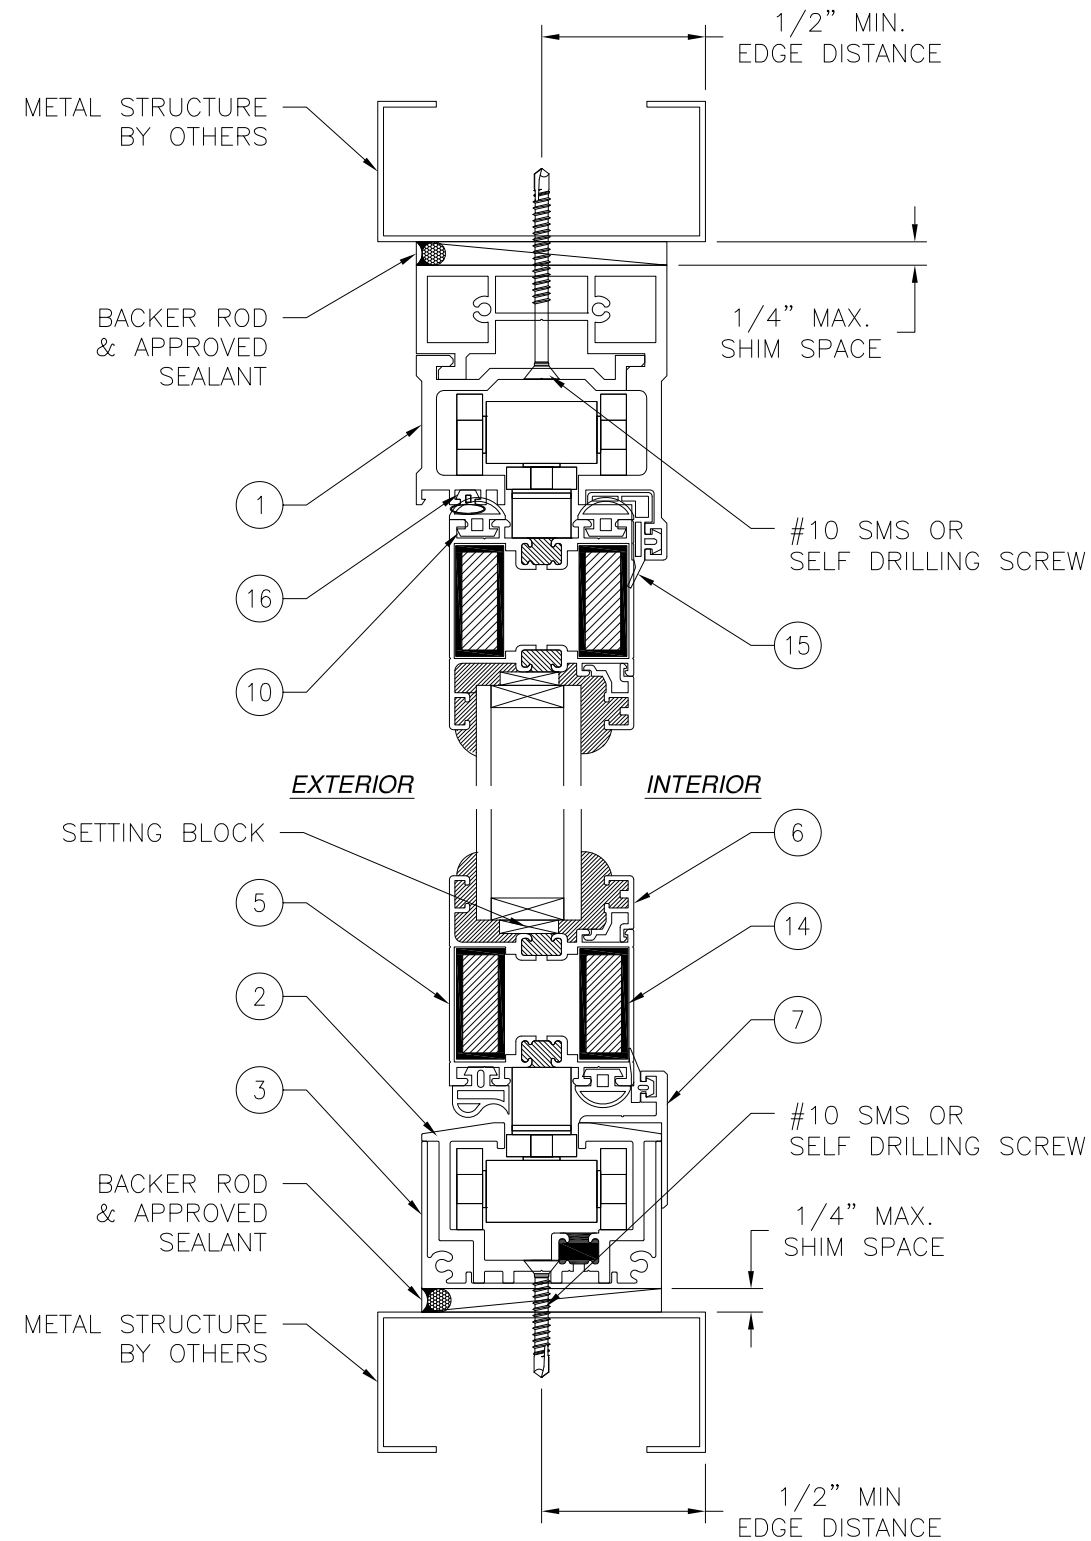 1/2” MIN.
EDGE DISTANCE
METAL STRUCTURE
BY OTHERS
BACKER ROD
& APPROVED
SEALANT
1/4” MAX.
SHIM SPACE
1
#10 SMS OR
SELF DRILLING SCREW
16
15
10
EXTERIOR
INTERIOR
SETTING BLOCK
6
5
14
2
7
3
#10 SMS OR
SELF DRILLING SCREW
BACKER ROD
& APPROVED
SEALANT
1/4” MAX.
SHIM SPACE
METAL STRUCTURE
BY OTHERS
1/2” MIN
EDGE DISTANCE